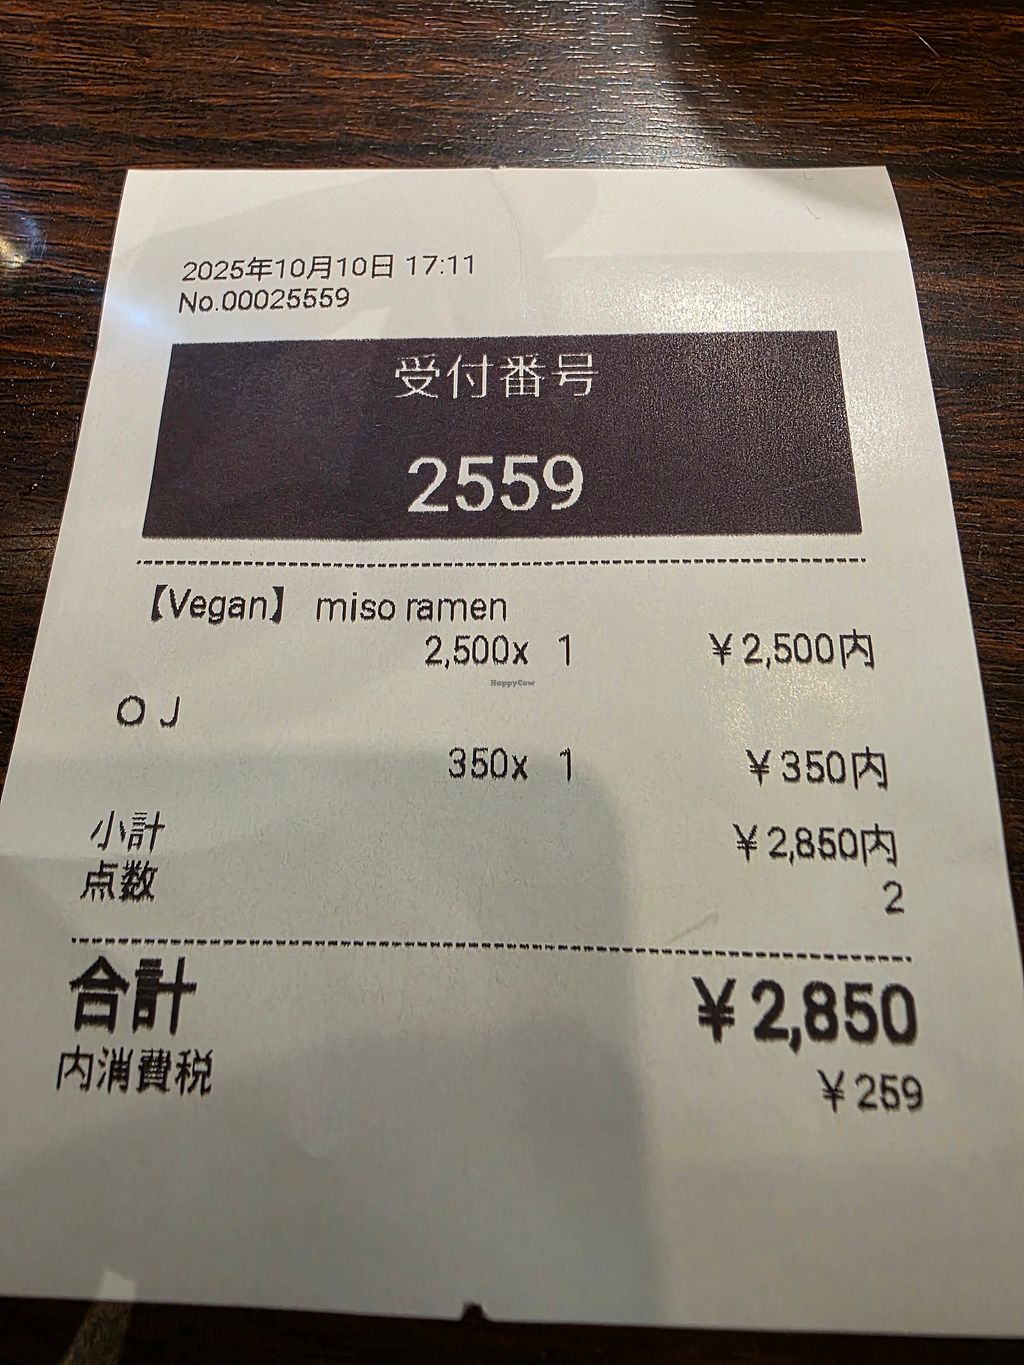 2025年10月10日 17:11
No.00025559
受付番号
2559
【Vegan】 miso ramen
2,500x 1 ￥2,500内
HappyCow
ＯＪ
350x 1 ￥350内
小計 ￥2,850内
点数 2
合計 ￥2,850
内消費税 ￥259